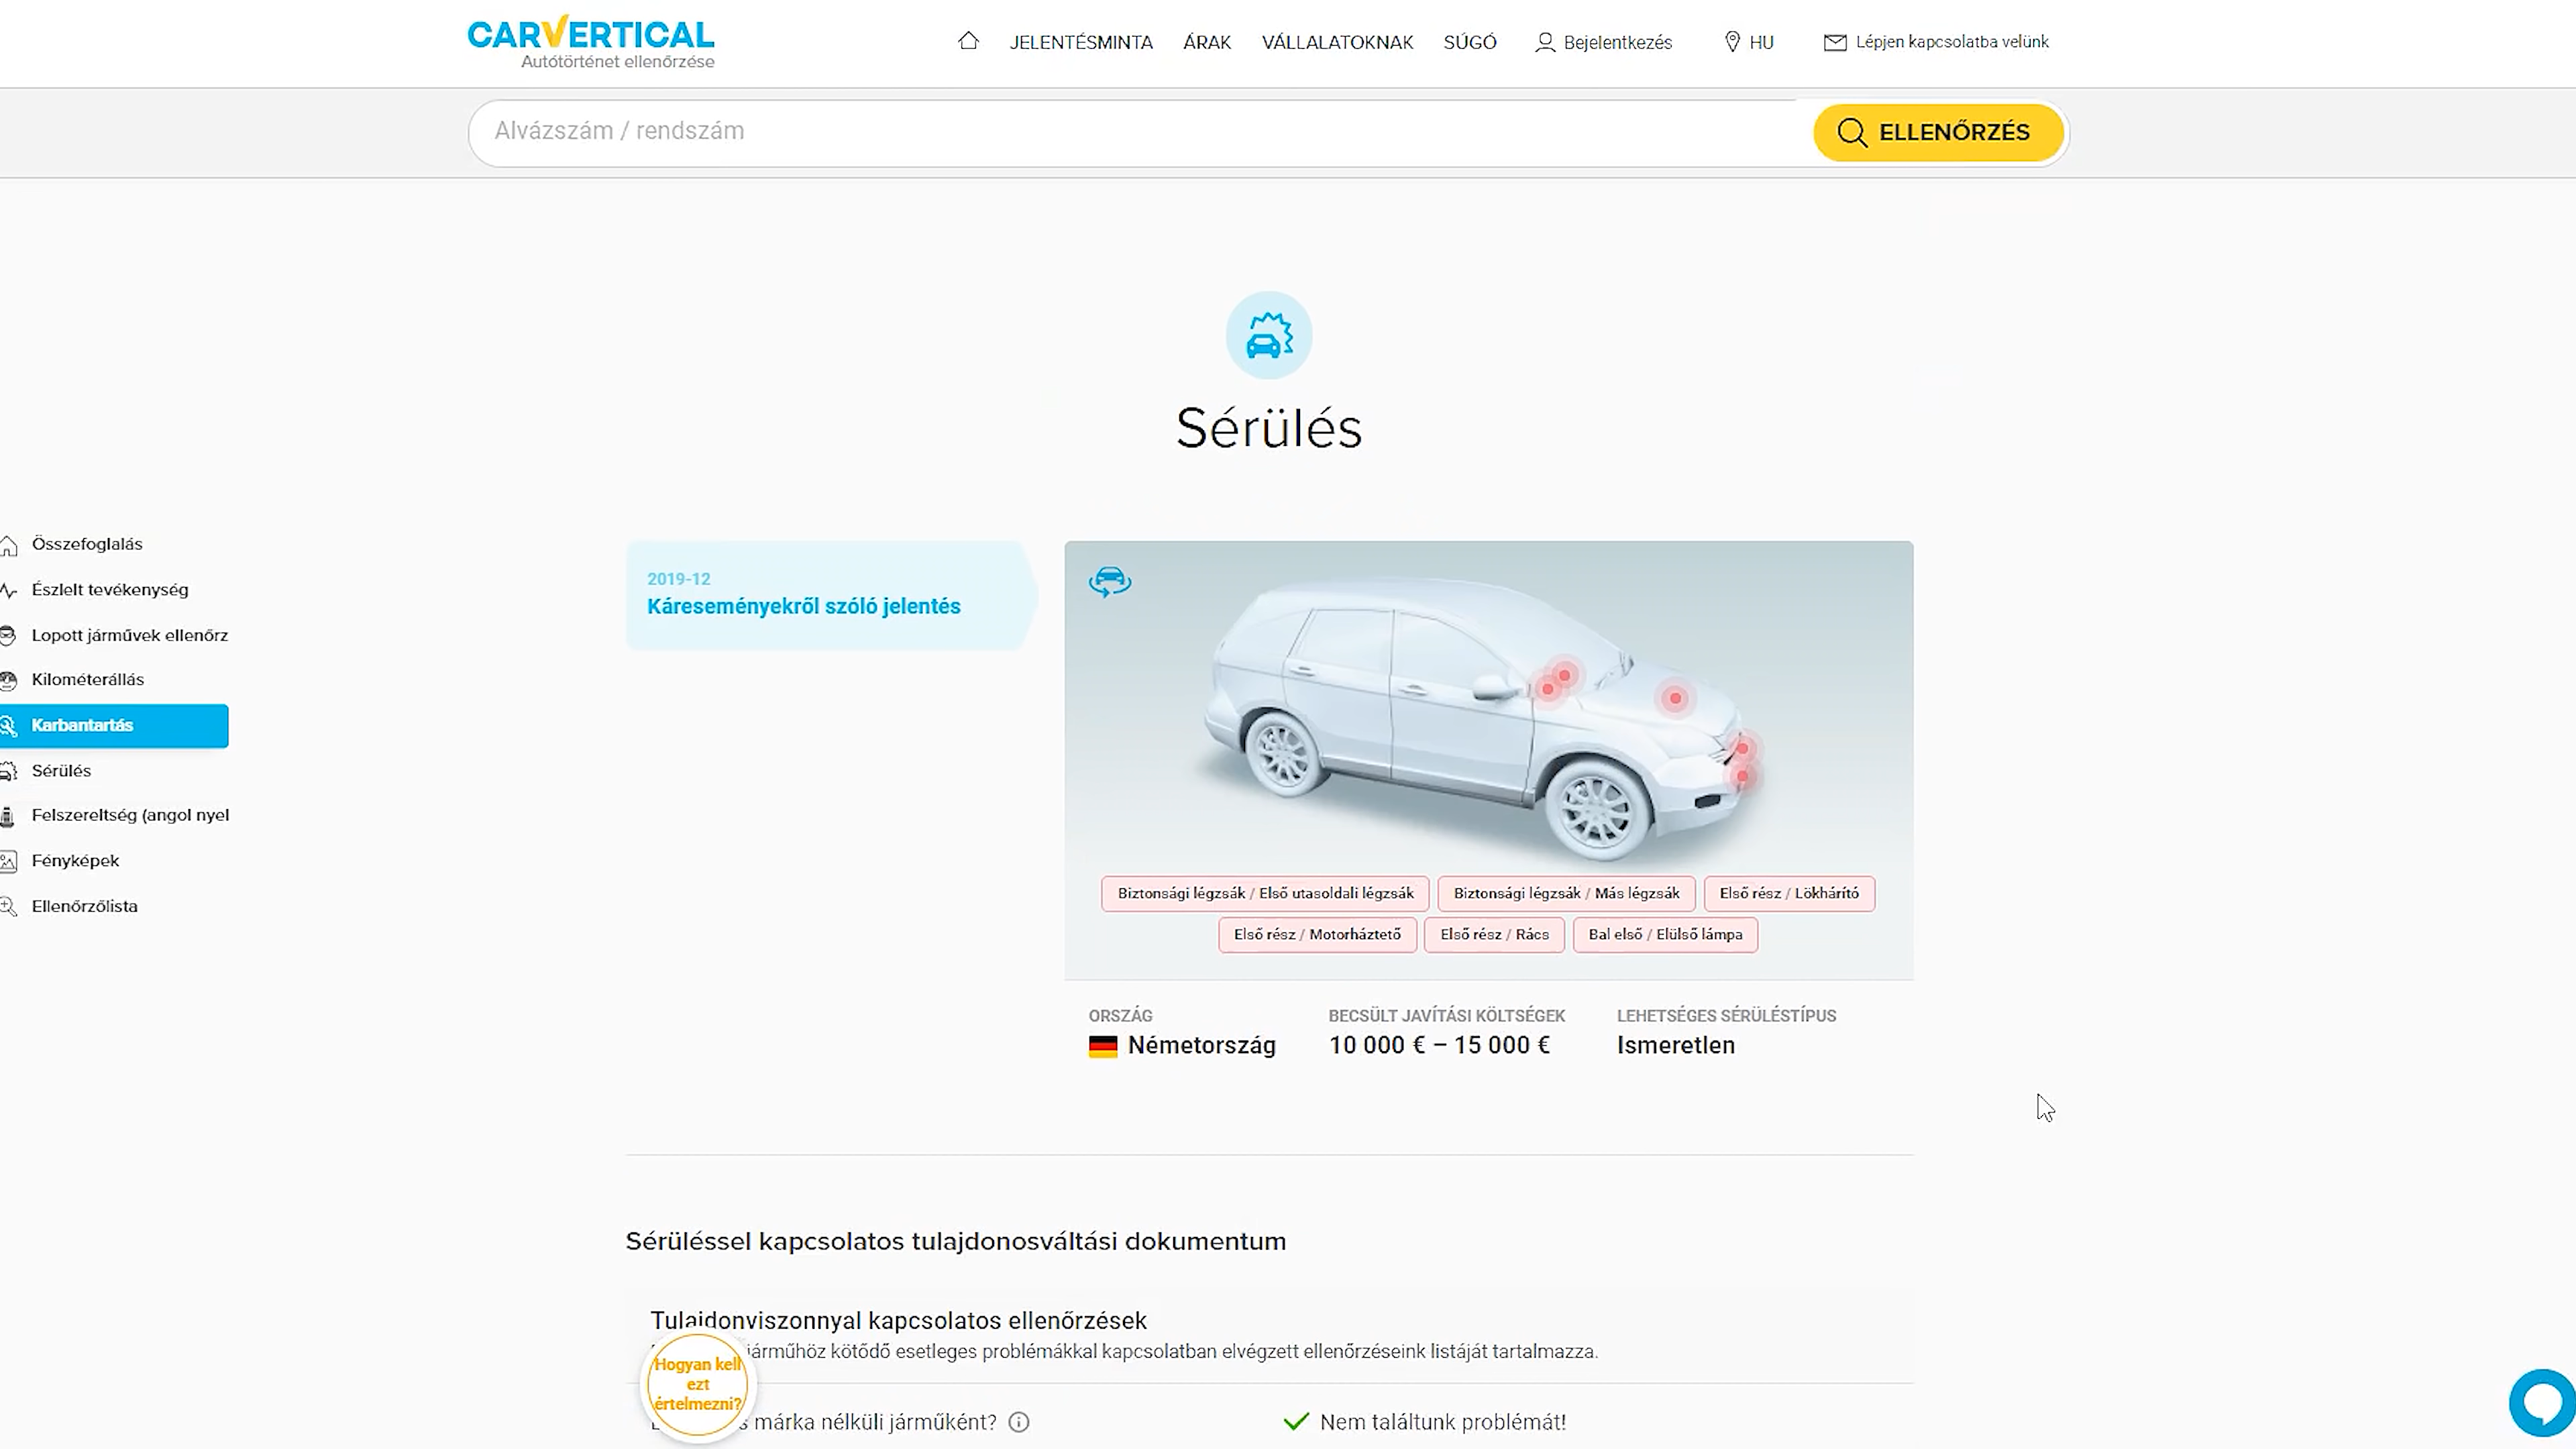 CARVERTICAL
Autótörténet ellenőrzése
JELENTÉSMINTA
ÁRAK
VÁLLALATOKNAK
SÚGÓ
Bejelentkezés
HU
Lépjen kapcsolatba velünk
Alvázszám / rendszám
ELLENŐRZÉS
Sérülés
Összefoglalás
Észlelt tevékenység
Lopott járművek ellenőrz
Kilométerállás
Karbantartás
Sérülés
Felszereltség (angol nyel
Fényképek
Ellenőrzőlista
2019-12
Káreseményekről szóló jelentés
Biztonsági légzsák / Első utasoldali légzsák
Biztonsági légzsák / Más légzsák
Első rész / Lökhárító
Első rész / Motorháztető
Első rész / Rács
Bal első / Elülső lámpa
ORSZÁG
Németország
BECSÜLT JAVÍTÁSI KÖLTSÉGEK
10 000 € – 15 000 €
LEHETSÉGES SÉRÜLÉSTÍPUS
Ismeretlen
Sérüléssel kapcsolatos tulajdonosváltási dokumentum
Tulajdonviszonnyal kapcsolatos ellenőrzések
járműhöz kötődő esetleges problémákkal kapcsolatban elvégzett ellenőrzéseink listáját tartalmazza.
Hogyan kell
ezt
értelmezni?
márka nélküli járműként?
Nem találtunk problémát!